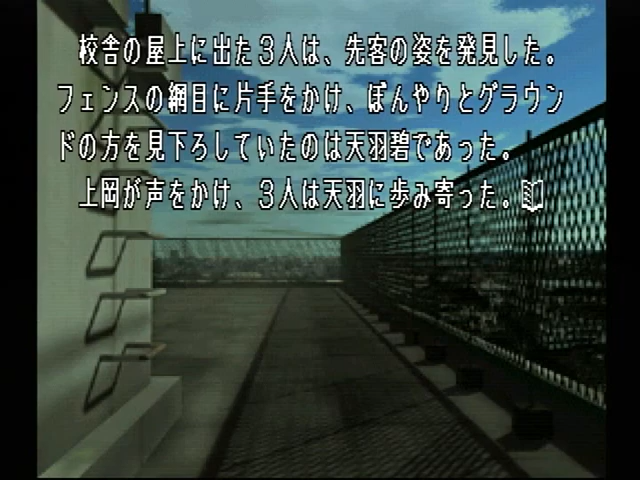 校舎の屋上に出た３人は、先客の姿を発見した。
フェンスの網目に片手をかけ、ぼんやりとグラウン
ドの方を見下ろしていたのは天羽碧であった。
上岡が声をかけ、３人は天羽に歩み寄った。